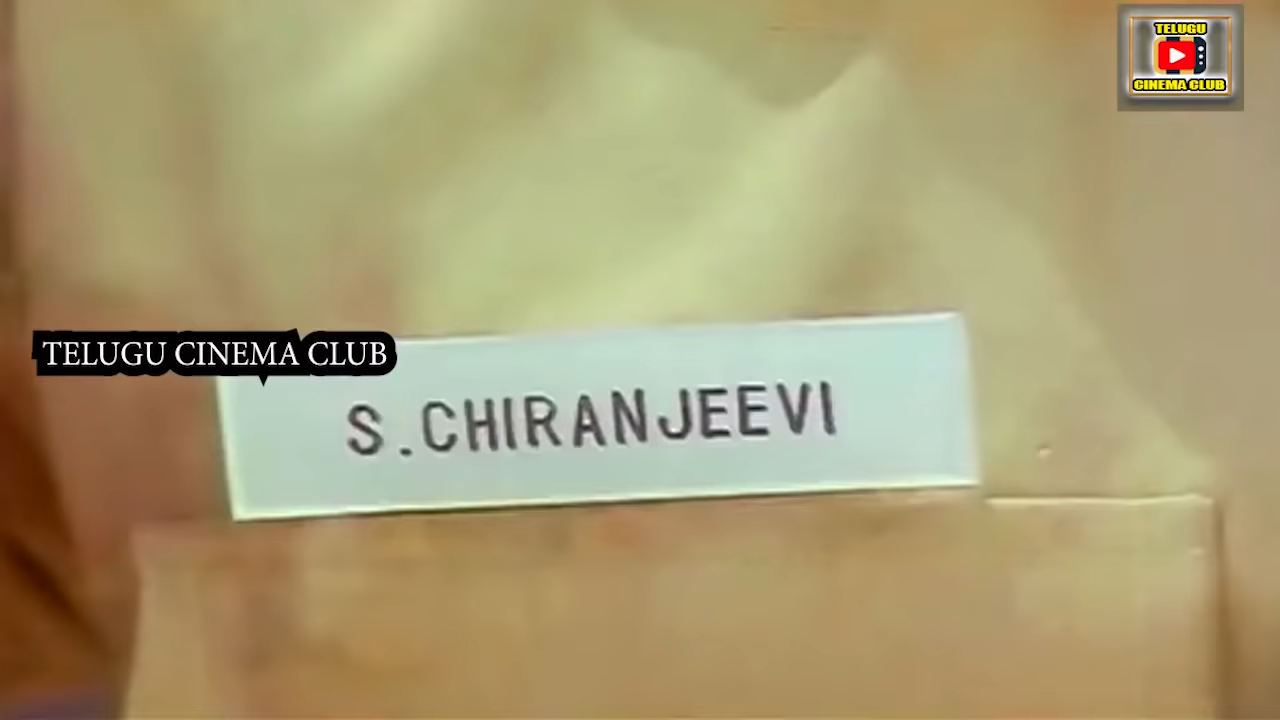 TELUGU
CINEMA CLUB
TELUGU CINEMA CLUB
S.CHIRANJEEVI